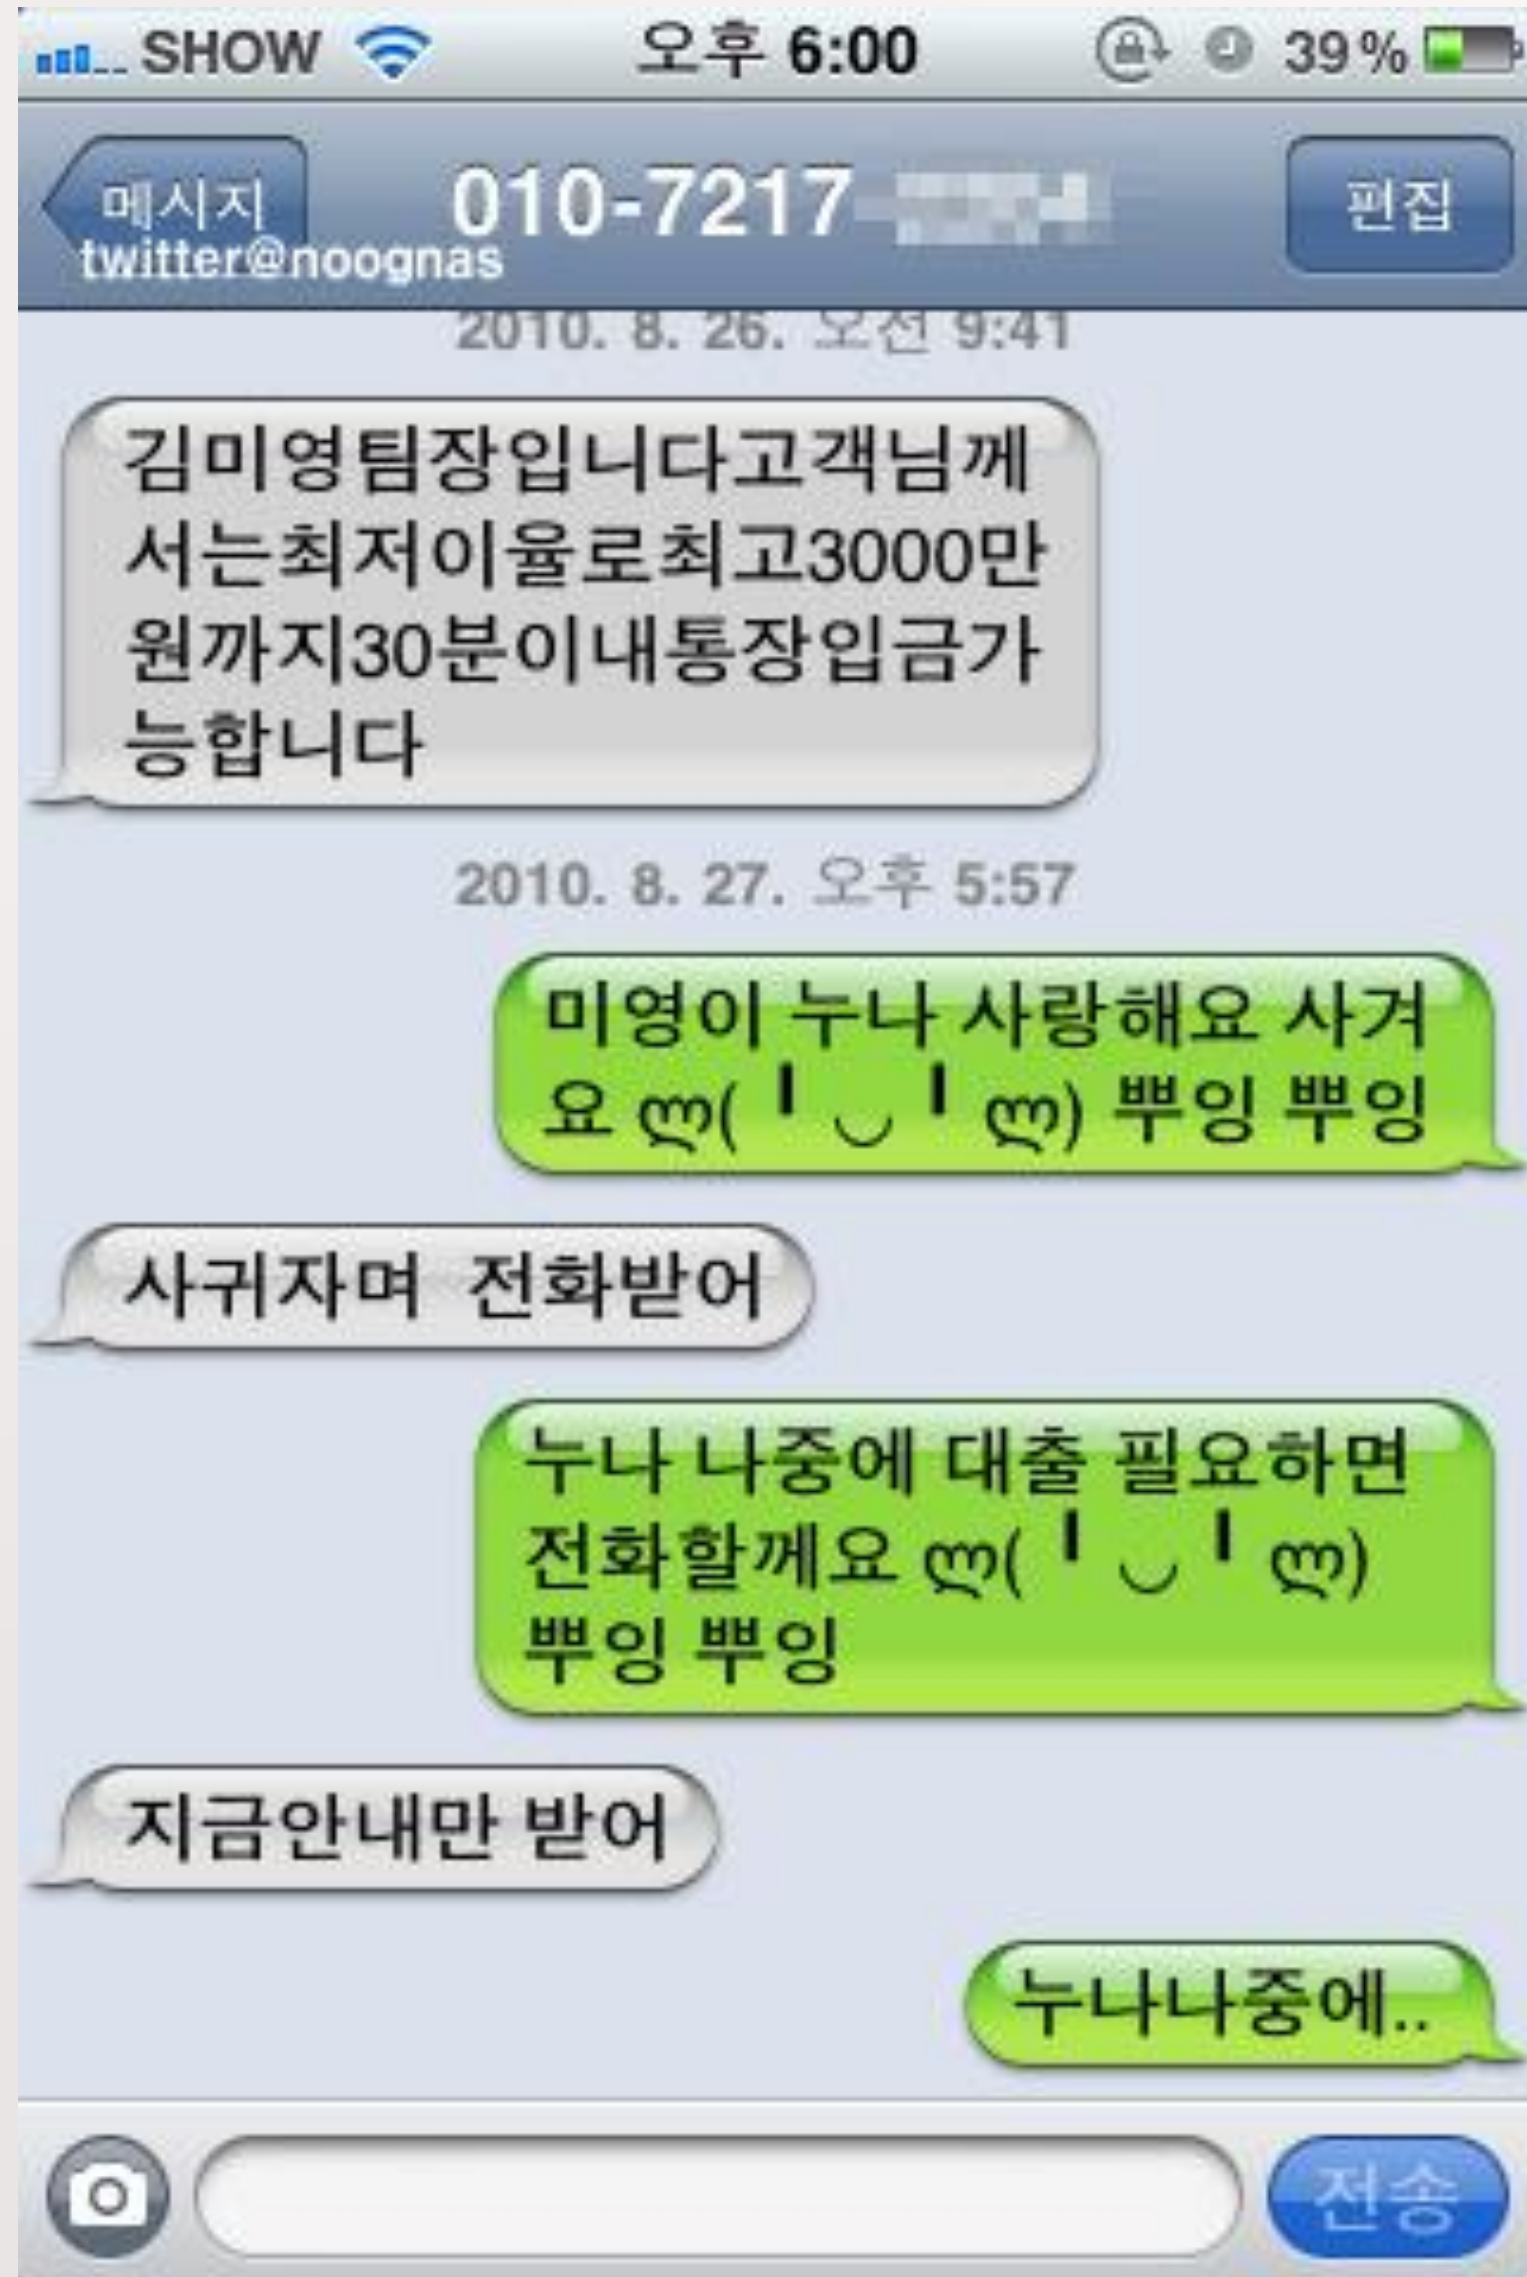 SHOW 오후 6:00 39%
메시지 010-7217 편집
twitter@noognas
2010. 8. 26. 오전 9:41
김미영팀장입니다고객님께
서는최저이율로최고3000만
원까지30분이내통장입금가
능합니다
2010. 8. 27. 오후 5:57
미영이 누나 사랑해요 사겨
요 ღ( ╹◡╹ღ) 뿌잉 뿌잉
사귀자며  전화받어
누나 나중에 대출 필요하면
전화할께요 ღ( ╹◡╹ღ)
뿌잉 뿌잉
지금안내만 받어
누나나중에..
전송